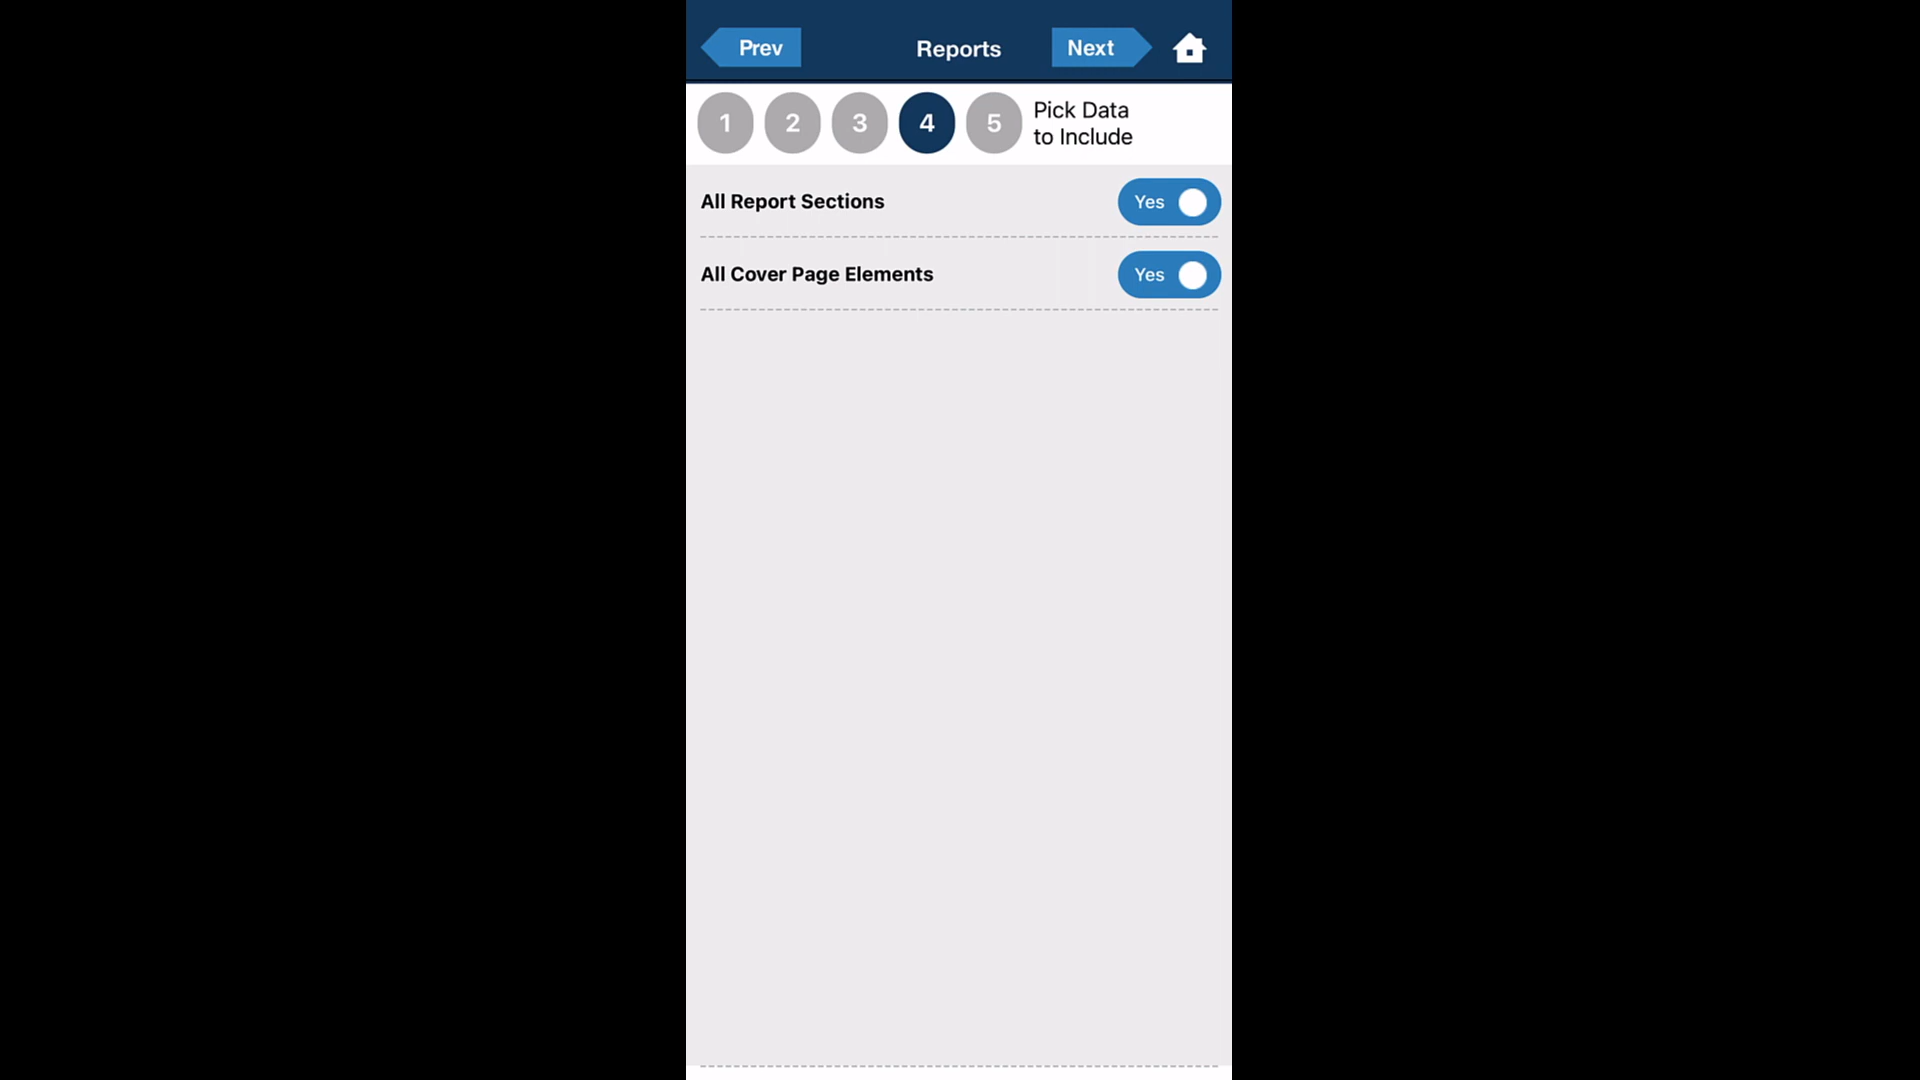 Prev
Reports
Next
1 2 3 4 5
Pick Data
to Include
All Report Sections
Yes
All Cover Page Elements
Yes